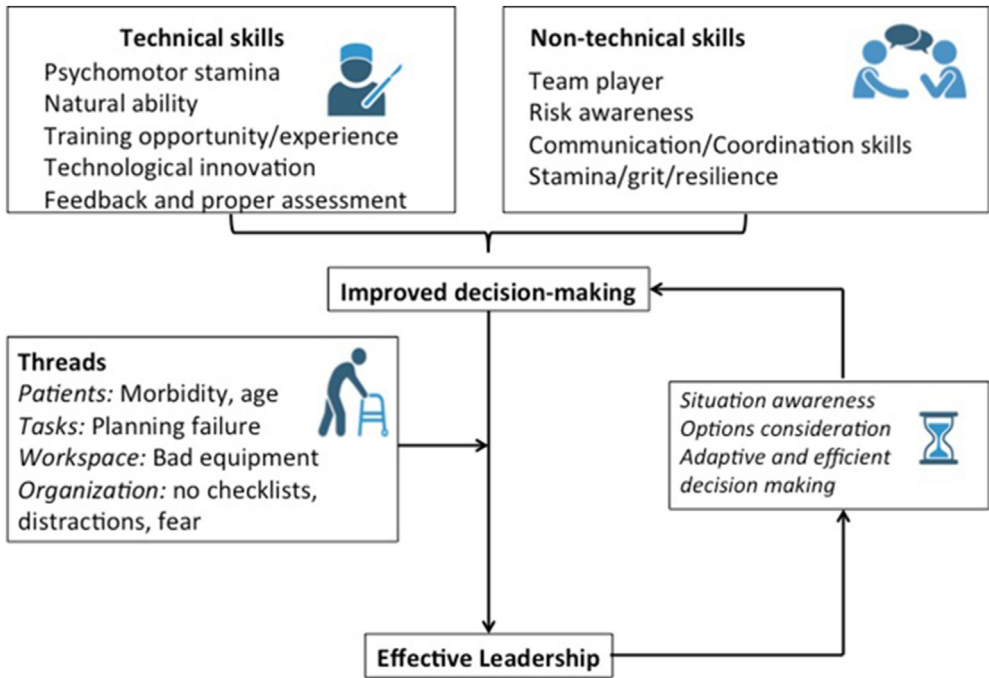 Technical skills
Psychomotor stamina
Natural ability
Training opportunity/experience
Technological innovation
Feedback and proper assessment
Non-technical skills
Team player
Risk awareness
Communication/Coordination skills
Stamina/grit/resilience
Improved decision-making
Threads
Patients: Morbidity, age
Tasks: Planning failure
Workspace: Bad equipment
Organization: no checklists,
distractions, fear
Situation awareness
Options consideration
Adaptive and efficient
decision making
Effective Leadership